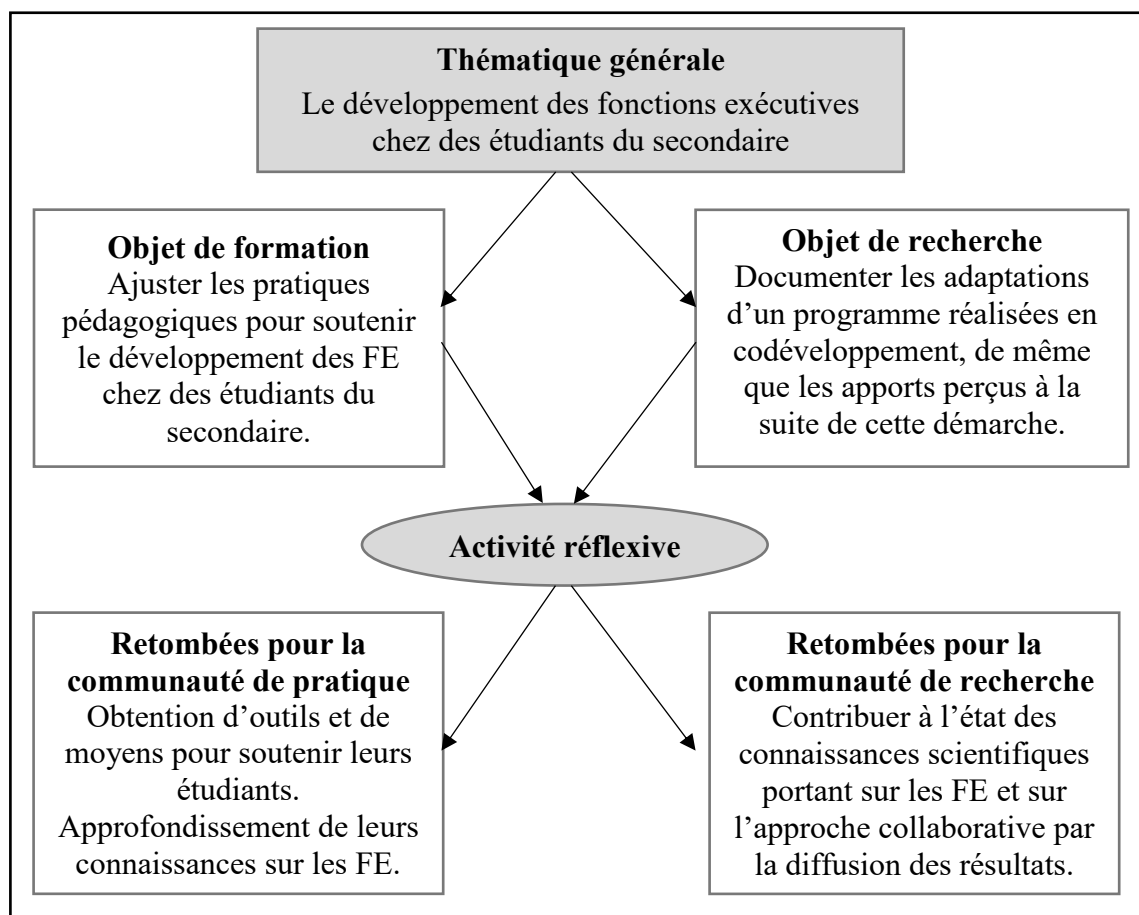 Thématique générale
Le développement des fonctions exécutives
chez des étudiants du secondaire
Objet de formation
Ajuster les pratiques
pédagogiques pour soutenir
le développement des FE
chez des étudiants du
secondaire.
Objet de recherche
Documenter les adaptations
d’un programme réalisées en
codéveloppement, de même
que les apports perçus à la
suite de cette démarche.
Activité réflexive
Retombées pour la
communauté de pratique
Obtention d’outils et de
moyens pour soutenir leurs
étudiants.
Approfondissement de leurs
connaissances sur les FE.
Retombées pour la
communauté de recherche
Contribuer à l’état des
connaissances scientifiques
portant sur les FE et sur
l’approche collaborative par
la diffusion des résultats.